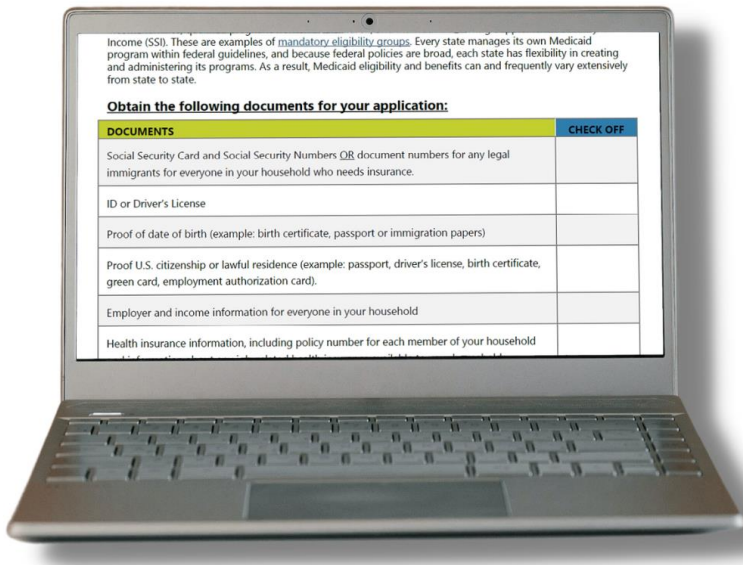 Income (SSI). These are examples of mandatory eligibility groups. Every state manages its own Medicaid
program within federal guidelines, and because federal policies are broad, each state has flexibility in creating
and administering its programs. As a result, Medicaid eligibility and benefits can and frequently vary extensively
from state to state.
Obtain the following documents for your application:
DOCUMENTS CHECK OFF
Social Security Card and Social Security Numbers OR document numbers for any legal
immigrants for everyone in your household who needs insurance.
ID or Driver's License
Proof of date of birth (example: birth certificate, passport or immigration papers)
Proof U.S. citizenship or lawful residence (example: passport, driver's license, birth certificate,
green card, employment authorization card).
Employer and income information for everyone in your household
Health insurance information, including policy number for each member of your household